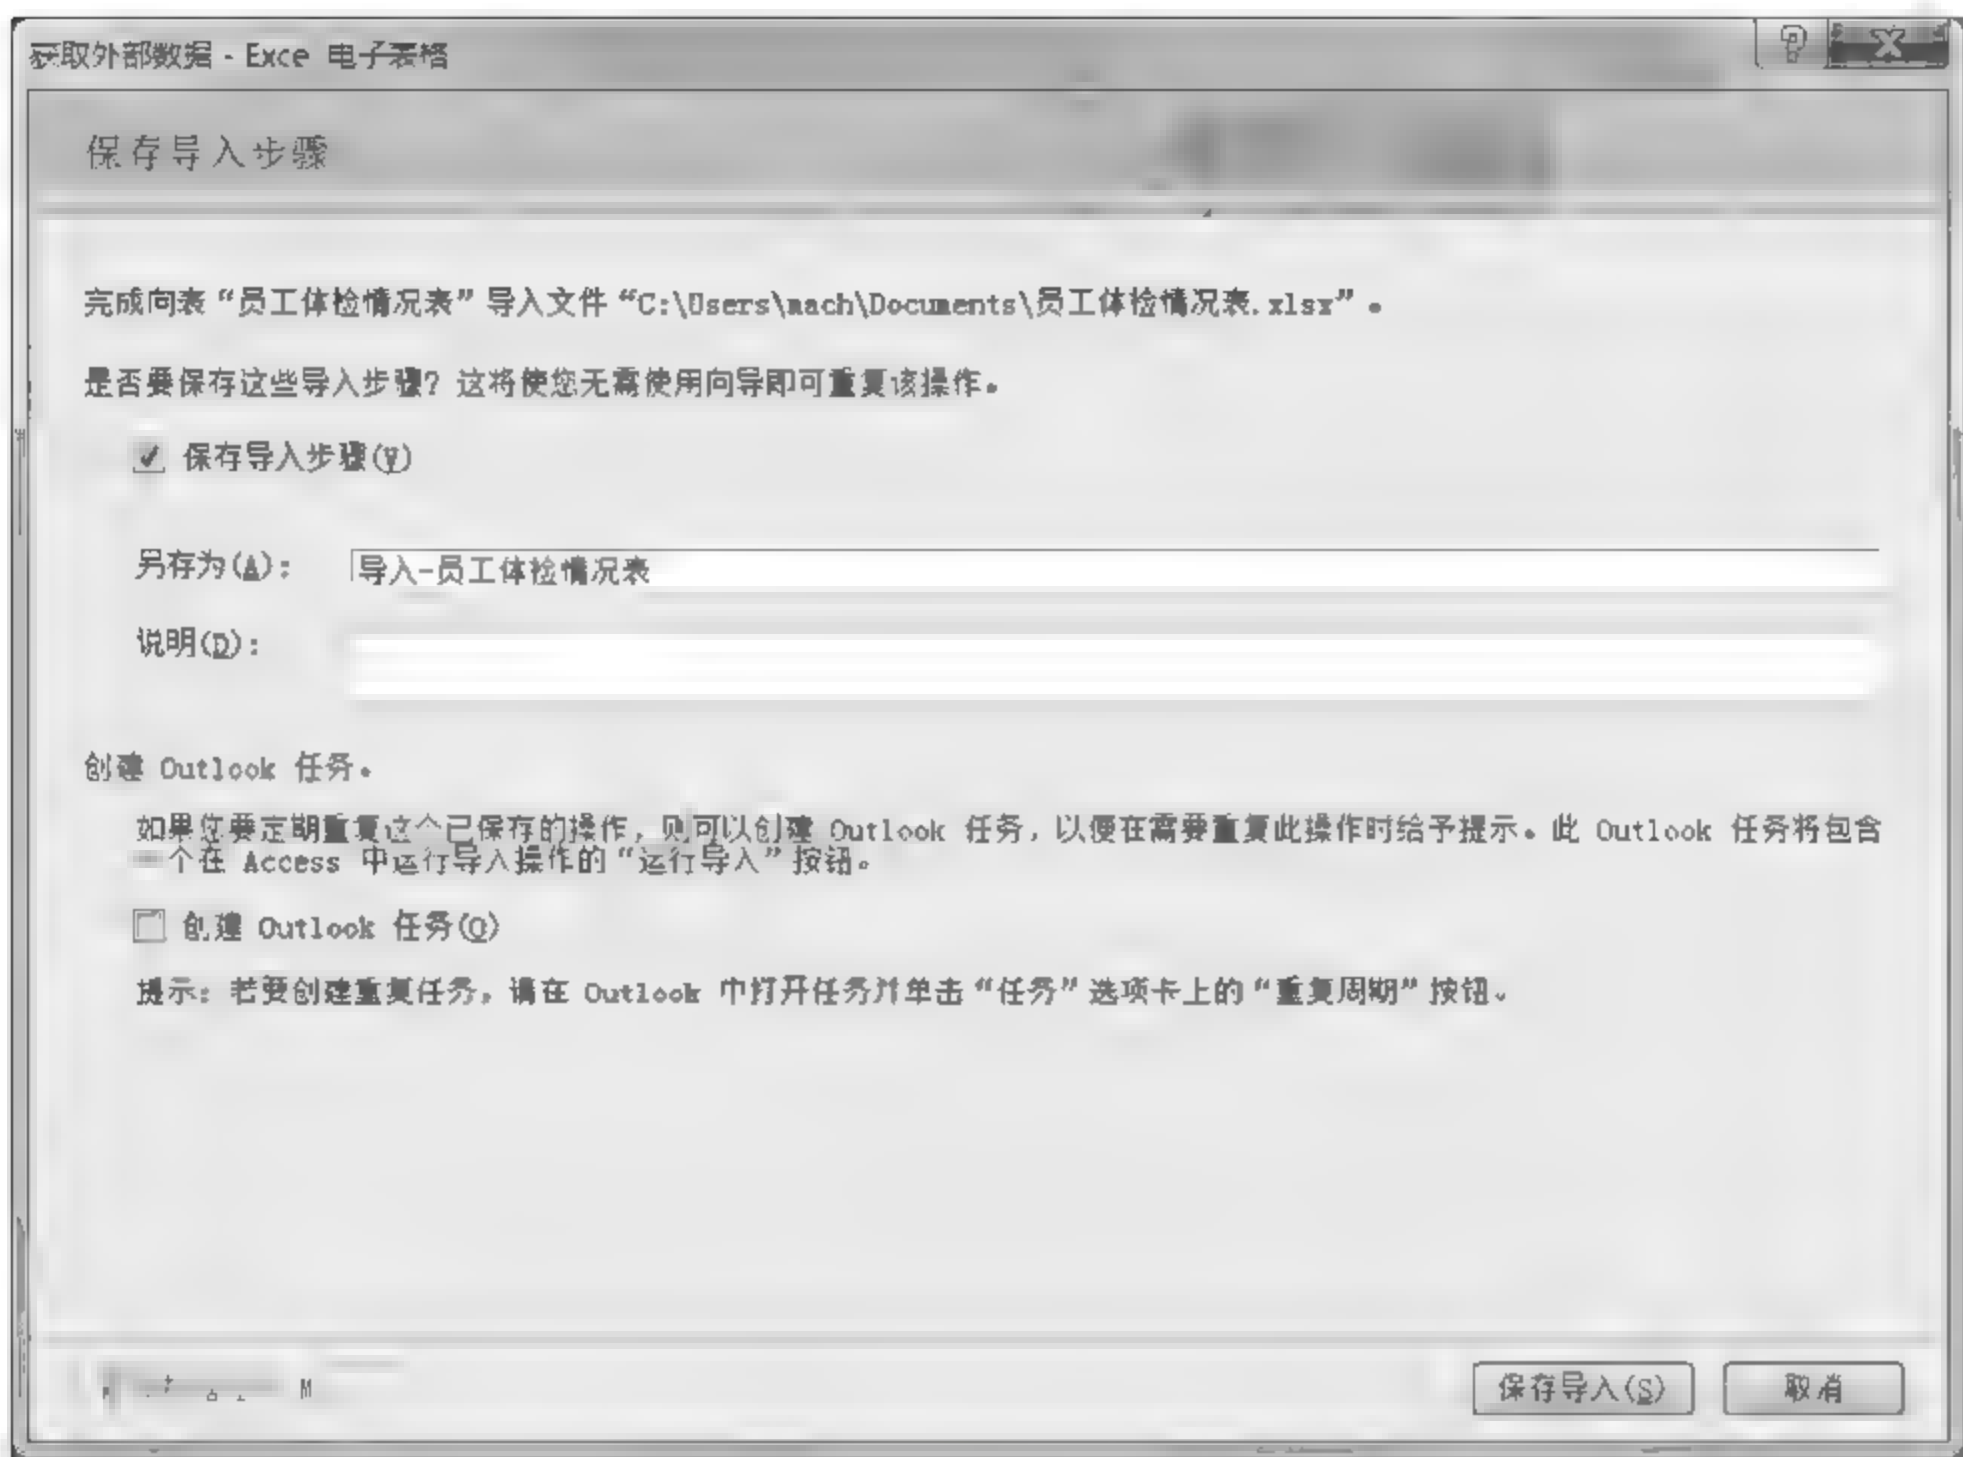 获取外部数据 - Exce 电子表格
保存导入步骤
完成向表“员工体检情况表”导入文件“C:\Users\mach\Documents\员工体检情况表.xlsx”。
是否要保存这些导入步骤？这将使您无需使用向导即可重复该操作。
保存导入步骤(V)
另存为(A)：
导入-员工体检情况表
说明(D)：
创建 Outlook 任务。
如果您要定期重复这个已保存的操作，则可以创建 Outlook 任务，以便在需要重复此操作时给予提示。此 Outlook 任务将包含
一个在 Access 中运行导入操作的“运行导入”按钮。
创建 Outlook 任务(O)
提示：若要创建重复任务，请在 Outlook 中打开任务并单击“任务”选项卡上的“重复周期”按钮。
保存导入(S)
取消